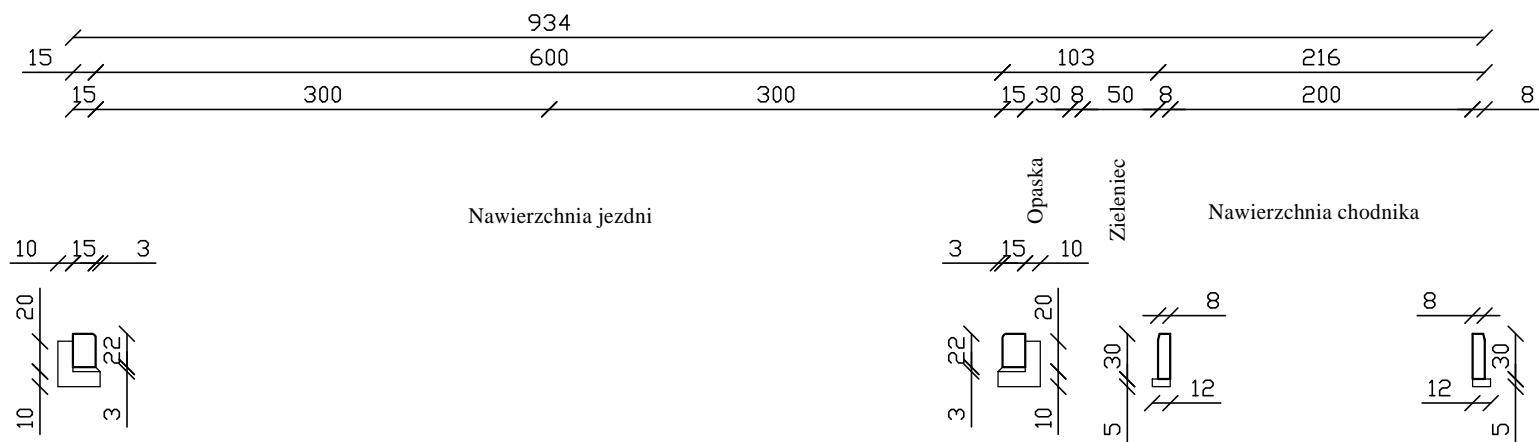 934
15 600 103 216
15 300 300 15 30 8 50 8 200 8
Opaska
Zieleniec
Nawierzchnia jezdni
Nawierzchnia chodnika
10 15 3 3 15 10
20 22 22 20 8 8
30 30
12 12
10 3 3 10 5 5